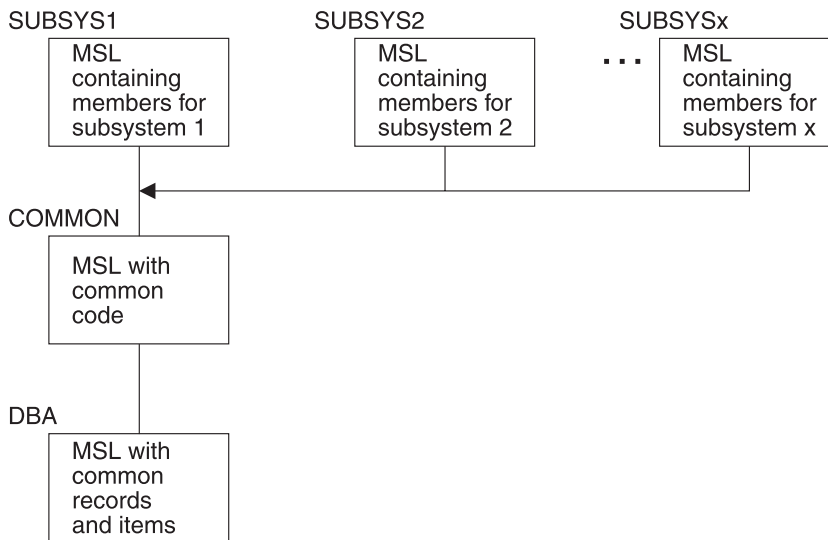 SUBSYS1
MSL
containing
members for
subsystem 1
SUBSYS2
MSL
containing
members for
subsystem 2
...
SUBSYSx
MSL
containing
members for
subsystem x
COMMON
MSL with
common
code
DBA
MSL with
common
records
and items